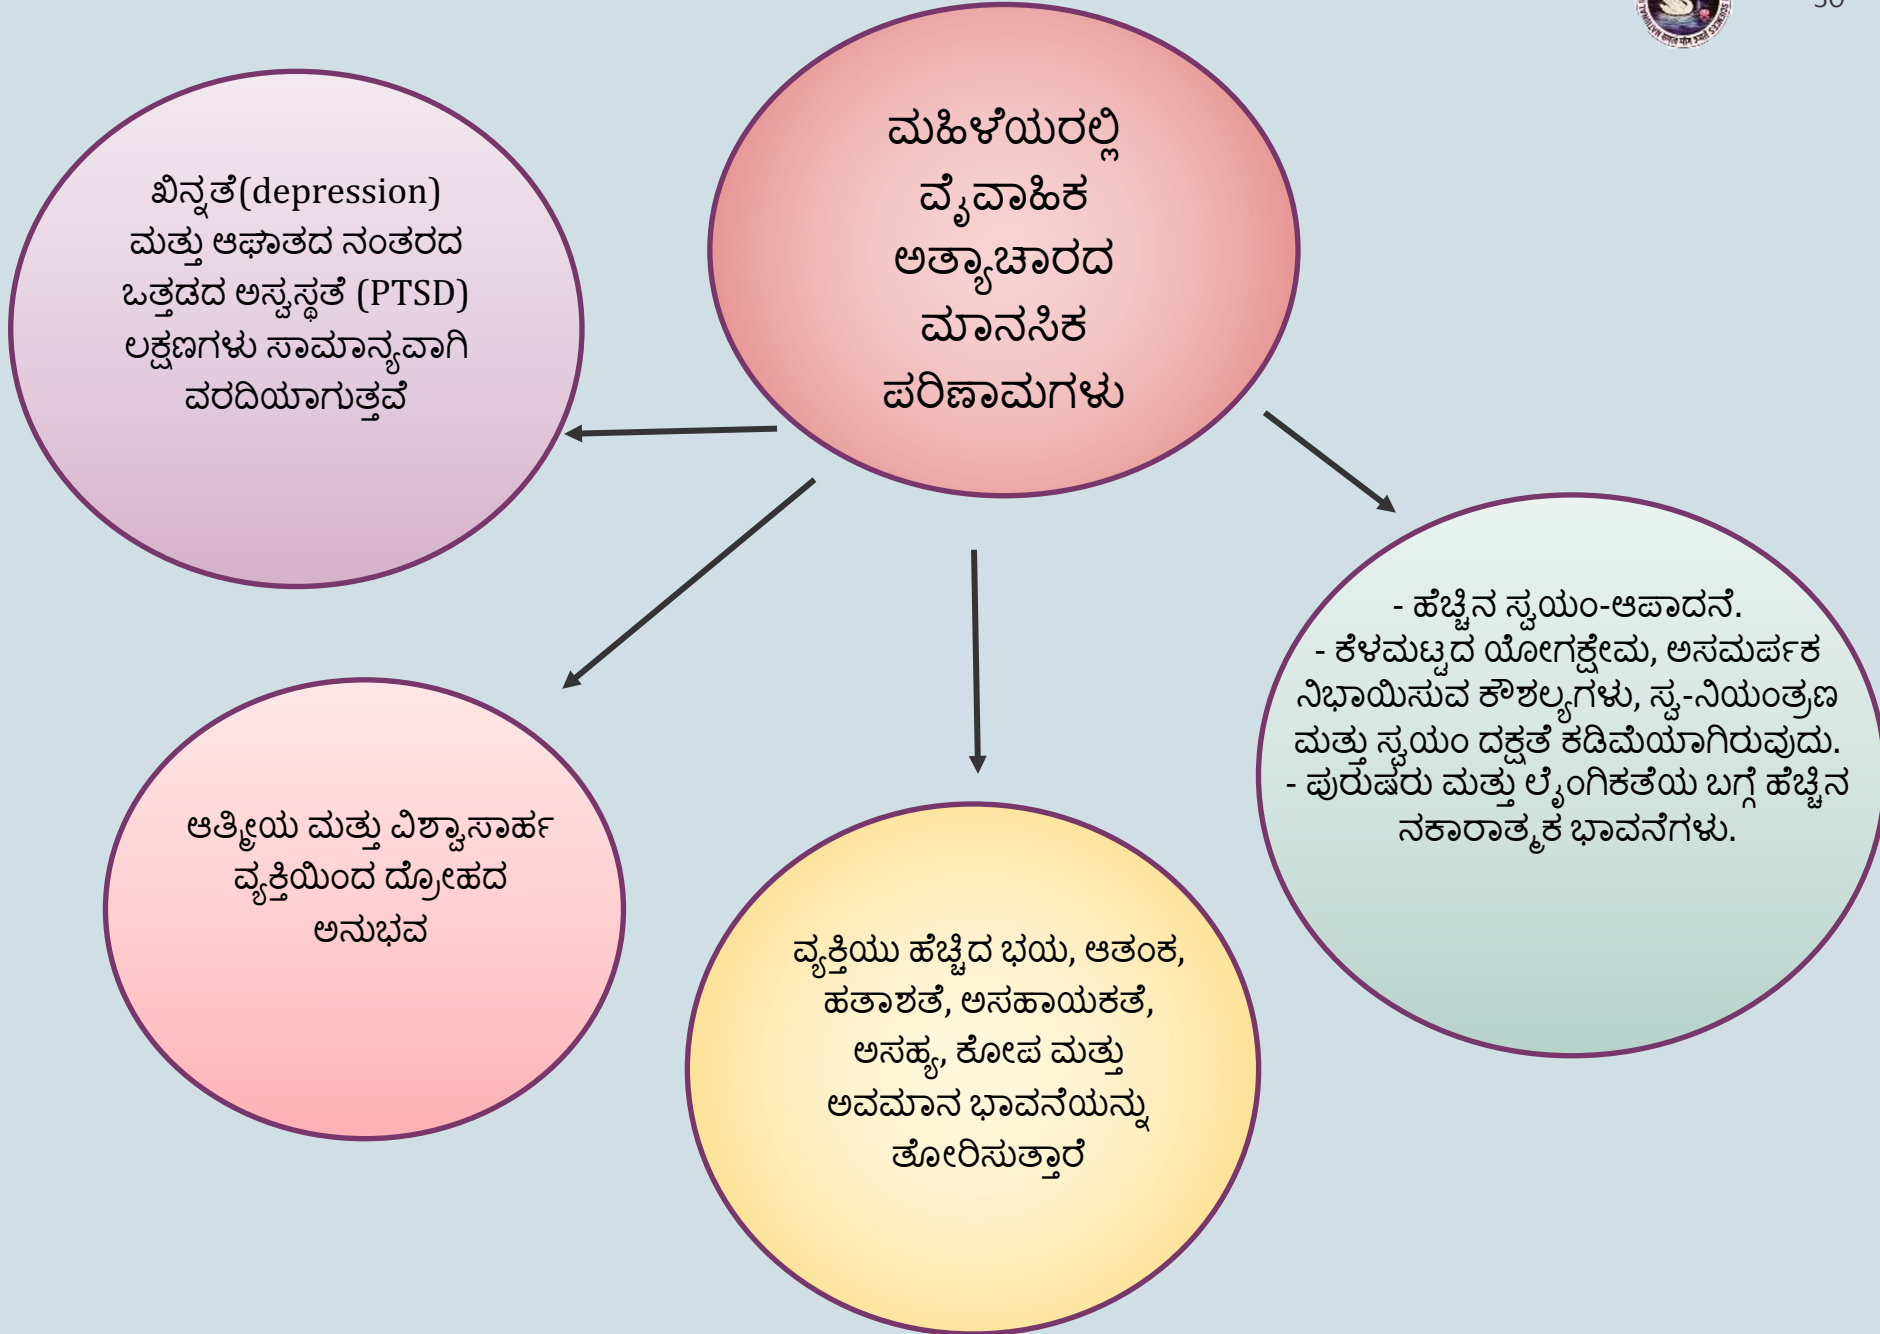 ಮಹಿಳೆಯರಲ್ಲಿ
ವೈವಾಹಿಕ
ಅತ್ಯಾಚಾರದ
ಮಾನಸಿಕ
ಪರಿಣಾಮಗಳು
ಖಿನ್ನತೆ(depression)
ಮತ್ತು ಆಘಾತದ ನಂತರದ
ಒತ್ತಡದ ಅಸ್ವಸ್ಥತೆ (PTSD)
ಲಕ್ಷಣಗಳು ಸಾಮಾನ್ಯವಾಗಿ
ವರದಿಯಾಗುತ್ತವೆ
ಆತ್ಮೀಯ ಮತ್ತು ವಿಶ್ವಾಸಾರ್ಹ
ವ್ಯಕ್ತಿಯಿಂದ ದ್ರೋಹದ
ಅನುಭವ
ವ್ಯಕ್ತಿಯು ಹೆಚ್ಚಿದ ಭಯ, ಆತಂಕ,
ಹತಾಶತೆ, ಅಸಹಾಯಕತೆ,
ಅಸಹ್ಯ, ಕೋಪ ಮತ್ತು
ಅವಮಾನ ಭಾವನೆಯನ್ನು
ತೋರಿಸುತ್ತಾರೆ
- ಹೆಚ್ಚಿನ ಸ್ವಯಂ-ಆಪಾದನೆ.
- ಕೆಳಮಟ್ಟದ ಯೋಗಕ್ಷೇಮ, ಅಸಮರ್ಪಕ
ನಿಭಾಯಿಸುವ ಕೌಶಲ್ಯಗಳು, ಸ್ವ-ನಿಯಂತ್ರಣ
ಮತ್ತು ಸ್ವಯಂ ದಕ್ಷತೆ ಕಡಿಮೆಯಾಗಿರುವುದು.
- ಪುರುಷರು ಮತ್ತು ಲೈಂಗಿಕತೆಯ ಬಗ್ಗೆ ಹೆಚ್ಚಿನ
ನಕಾರಾತ್ಮಕ ಭಾವನೆಗಳು.